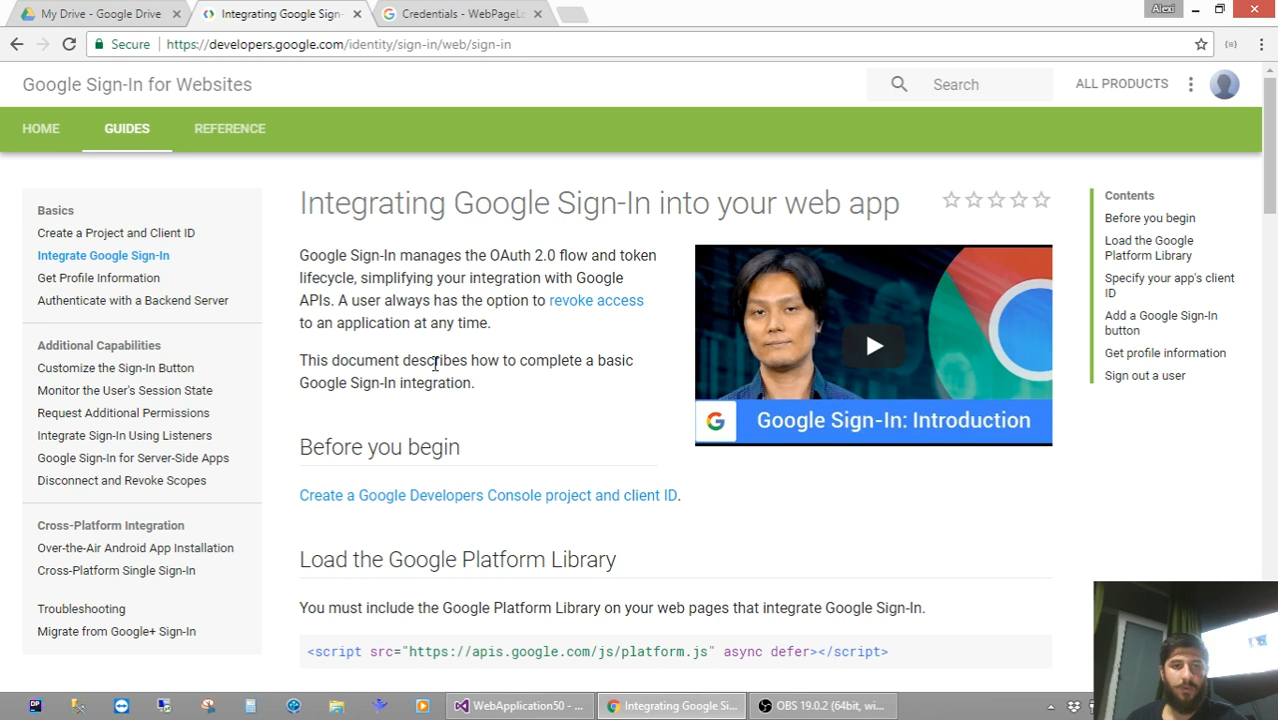 My Drive - Google Drive
Integrating Google Sign-
Credentials - WebPageLo
Alexi
Secure
https://developers.google.com/identity/sign-in/web/sign-in
Google Sign-In for Websites
Search
ALL PRODUCTS
HOME
GUIDES
REFERENCE
Basics
Create a Project and Client ID
Integrate Google Sign-In
Get Profile Information
Authenticate with a Backend Server
Additional Capabilities
Customize the Sign-In Button
Monitor the User's Session State
Request Additional Permissions
Integrate Sign-In Using Listeners
Google Sign-In for Server-Side Apps
Disconnect and Revoke Scopes
Cross-Platform Integration
Over-the-Air Android App Installation
Cross-Platform Single Sign-In
Troubleshooting
Migrate from Google+ Sign-In
Integrating Google Sign-In into your web app
Google Sign-In manages the OAuth 2.0 flow and token
lifecycle, simplifying your integration with Google
APIs. A user always has the option to revoke access
to an application at any time.
This document describes how to complete a basic
Google Sign-In integration.
Google Sign-In: Introduction
Before you begin
Create a Google Developers Console project and client ID.
Load the Google Platform Library
You must include the Google Platform Library on your web pages that integrate Google Sign-In.
<script src="https://apis.google.com/js/platform.js" async defer></script>
Contents
Before you begin
Load the Google
Platform Library
Specify your app's client
ID
Add a Google Sign-In
button
Get profile information
Sign out a user
WebApplication50 - ...
Integrating Google Si...
OBS 19.0.2 (64bit, wi...